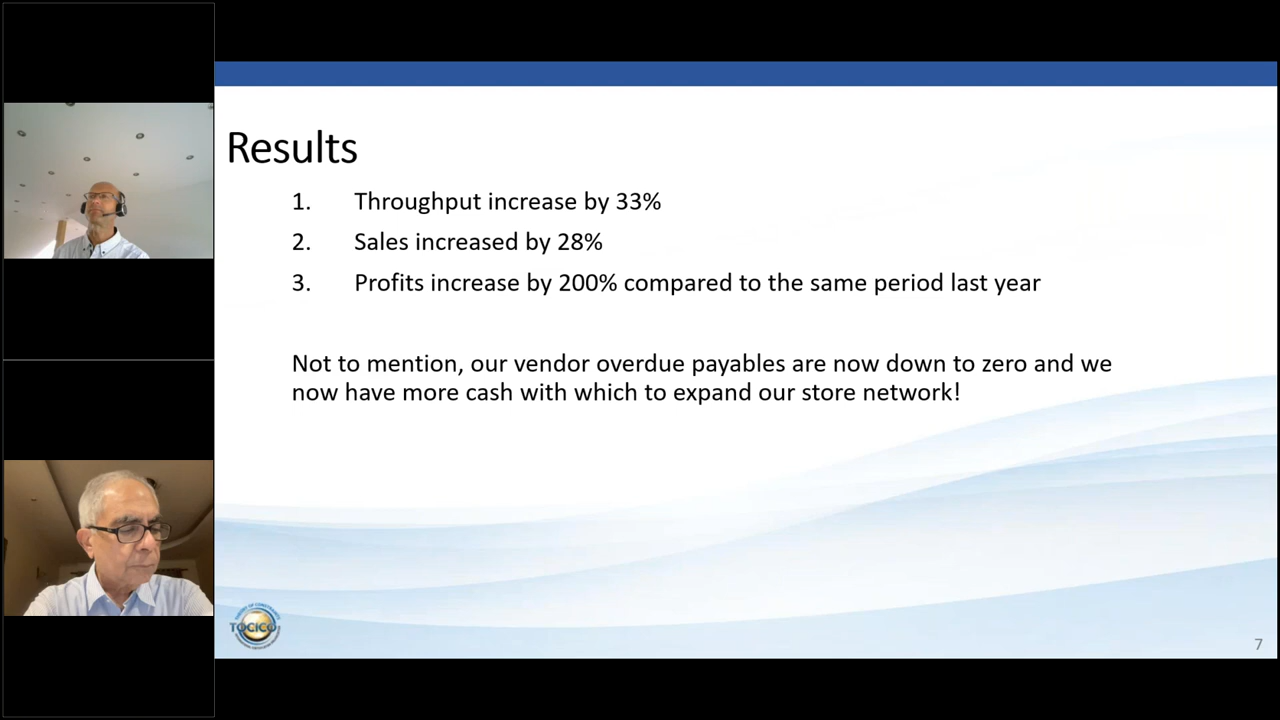 Results
1. Throughput increase by 33%
2. Sales increased by 28%
3. Profits increase by 200% compared to the same period last year
Not to mention, our vendor overdue payables are now down to zero and we
now have more cash with which to expand our store network!
TOCICO
7